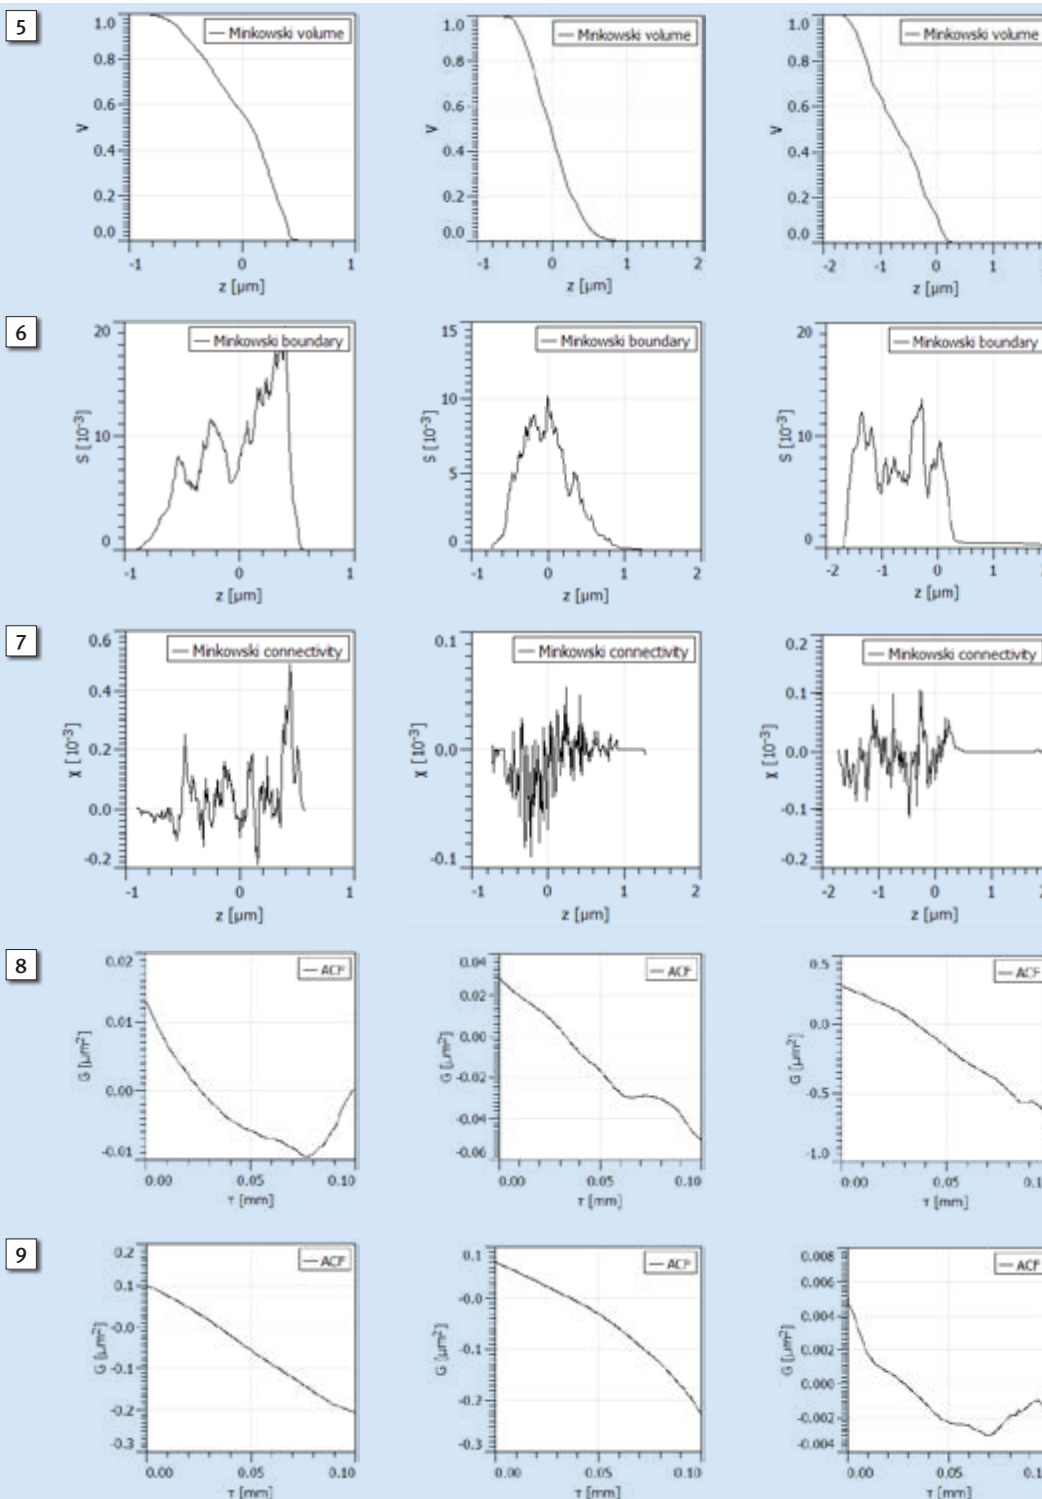 5
1.0
0.8
0.6
0.4
0.2
0.0
V
Minkowski volume
-1 0 1
z [µm]
1.0
0.8
0.6
0.4
0.2
0.0
V
Minkowski volume
-1 0 1 2
z [µm]
1.0
0.8
0.6
0.4
0.2
0.0
V
Minkowski volume
-2 -1 0 1
z [µm]
6
20
10
0
S [10⁻³]
Minkowski boundary
-1 0 1
z [µm]
15
10
5
0
S [10⁻³]
Minkowski boundary
-1 0 1 2
z [µm]
20
10
0
S [10⁻³]
Minkowski boundary
-2 -1 0 1 2
z [µm]
7
0.6
0.4
0.2
0.0
-0.2
χ [10⁻³]
Minkowski connectivity
-1 0 1
z [µm]
0.1
0.0
-0.1
χ [10⁻³]
Minkowski connectivity
-1 0 1 2
z [µm]
0.2
0.1
0.0
-0.1
-0.2
χ [10⁻³]
Minkowski connectivity
-2 -1 0 1 2
z [µm]
8
0.02
0.01
0.00
-0.01
G [µm²]
ACF
0.00 0.05 0.10
τ [mm]
0.04
0.02
0.00
-0.02
-0.04
-0.06
G [µm²]
ACF
0.00 0.05 0.10
τ [mm]
0.5
0.0
-0.5
-1.0
G [µm²]
ACF
0.00 0.05 0.1
τ [mm]
9
0.2
0.1
-0.0
-0.1
-0.2
-0.3
G [µm²]
ACF
0.00 0.05 0.10
τ [mm]
0.1
-0.0
-0.1
-0.2
-0.3
G [µm²]
ACF
0.00 0.05 0.10
τ [mm]
0.008
0.006
0.004
0.002
0.000
-0.002
-0.004
G [µm²]
ACF
0.00 0.05 0.1
τ [mm]